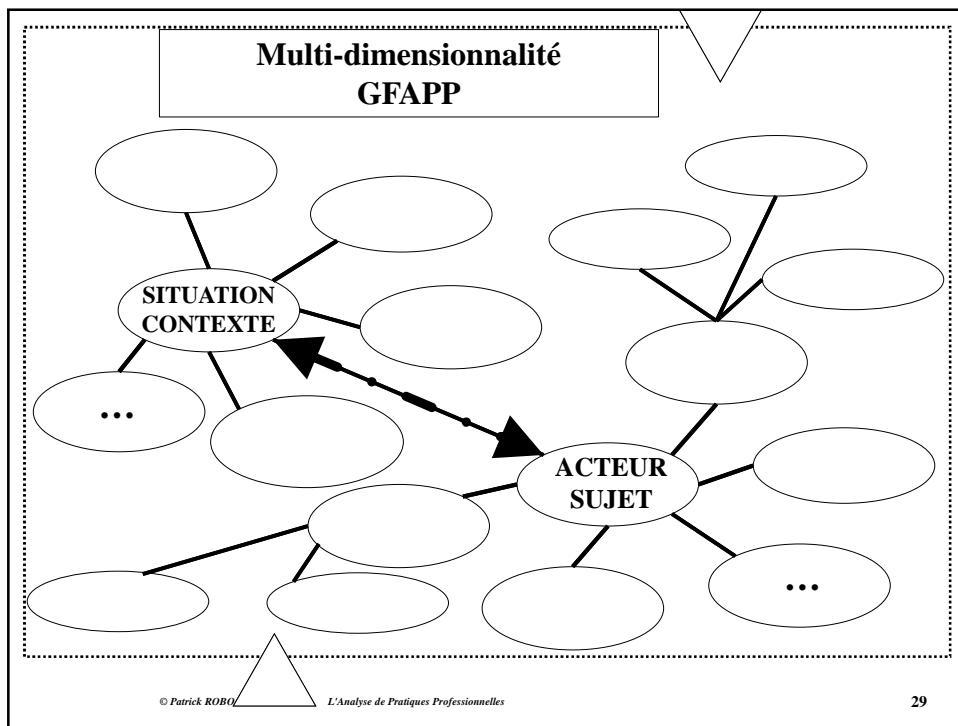 Multi-dimensionnalité
GFAPP
SITUATION
CONTEXTE
...
ACTEUR
SUJET
...
© Patrick ROBO
L'Analyse de Pratiques Professionnelles
29